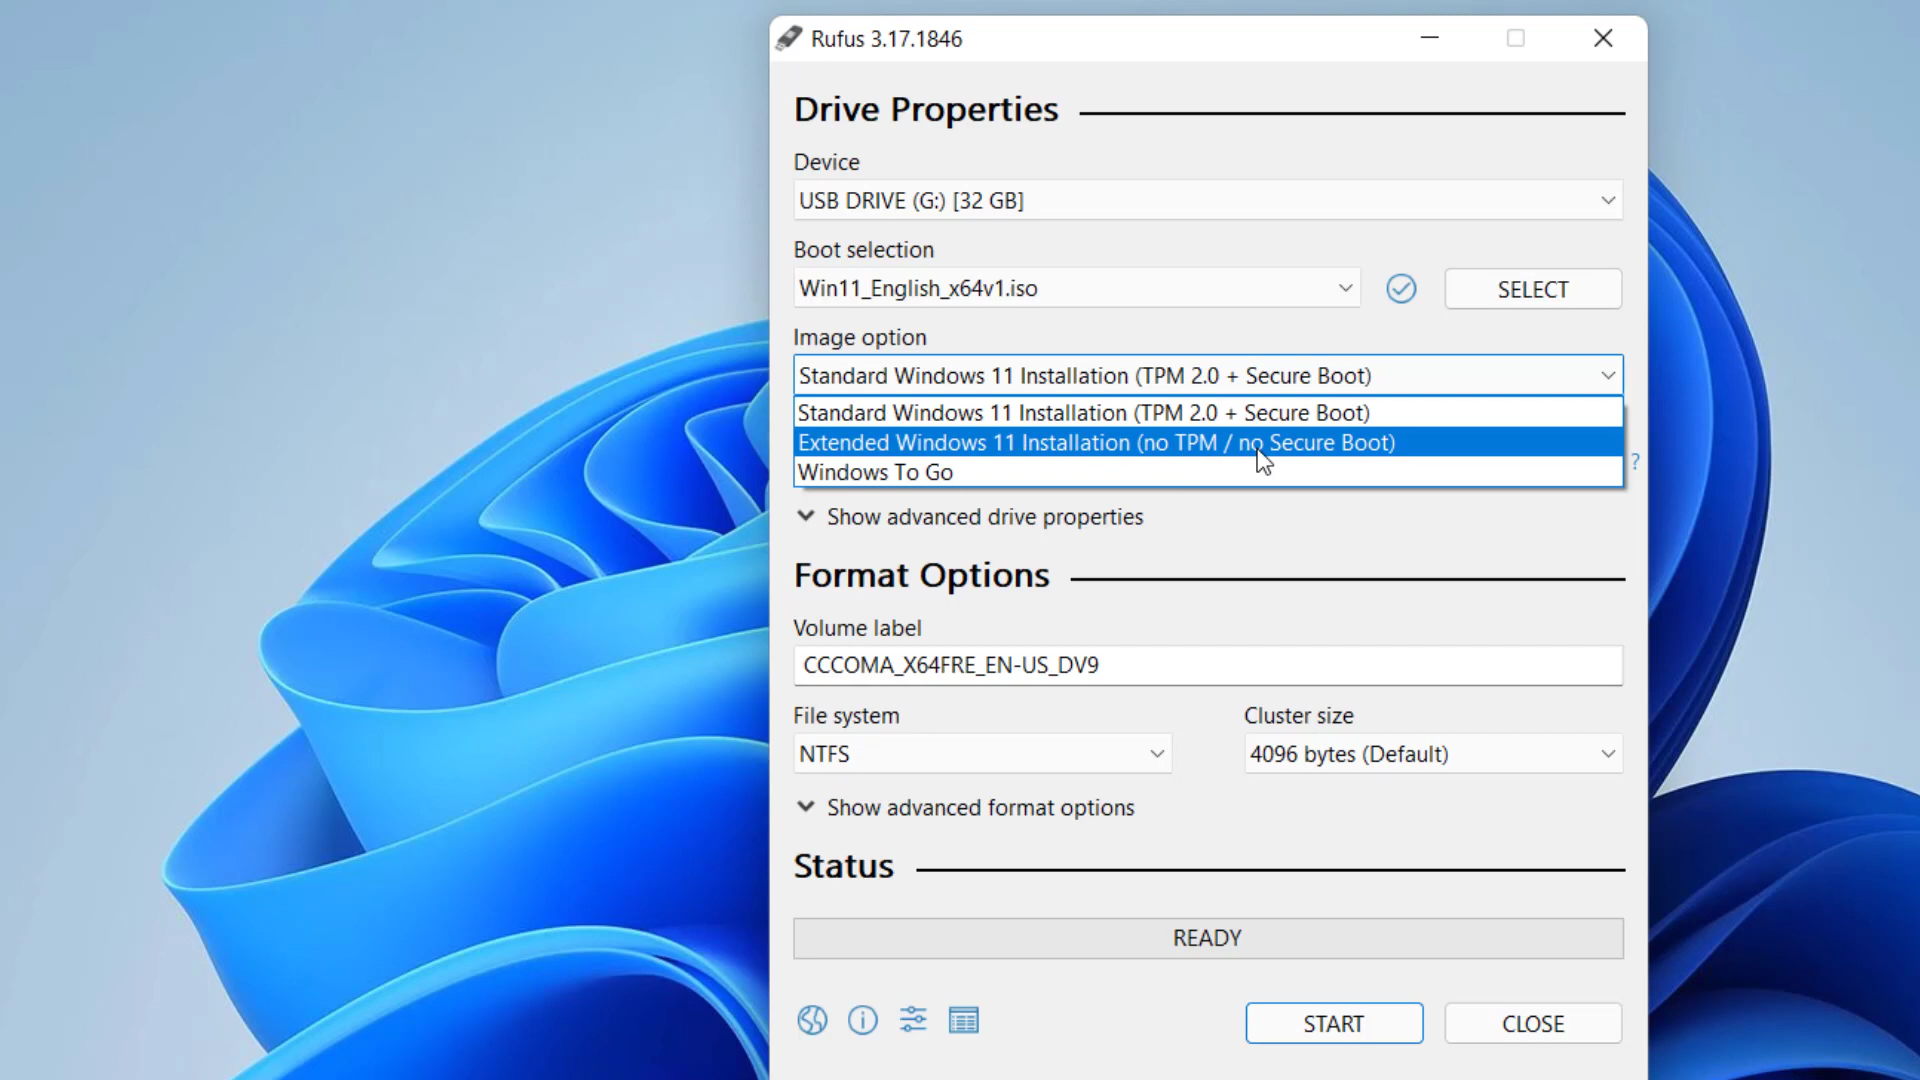 Rufus 3.17.1846
Drive Properties
Device
USB DRIVE (G:) [32 GB]
Boot selection
Win11_English_x64v1.iso
SELECT
Image option
Standard Windows 11 Installation (TPM 2.0 + Secure Boot)
Standard Windows 11 Installation (TPM 2.0 + Secure Boot)
Extended Windows 11 Installation (no TPM / no Secure Boot)
?
Windows To Go
Show advanced drive properties
Format Options
Volume label
CCCOMA_X64FRE_EN-US_DV9
File system
Cluster size
NTFS
4096 bytes (Default)
Show advanced format options
Status
READY
START
CLOSE